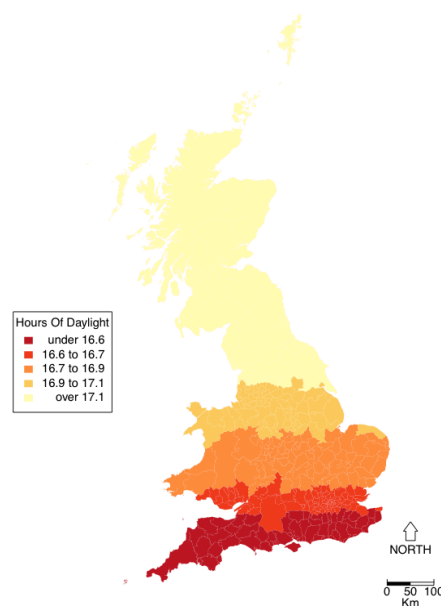 Hours Of Daylight
under 16.6
16.6 to 16.7
16.7 to 16.9
16.9 to 17.1
over 17.1
NORTH
0 50 100
Km